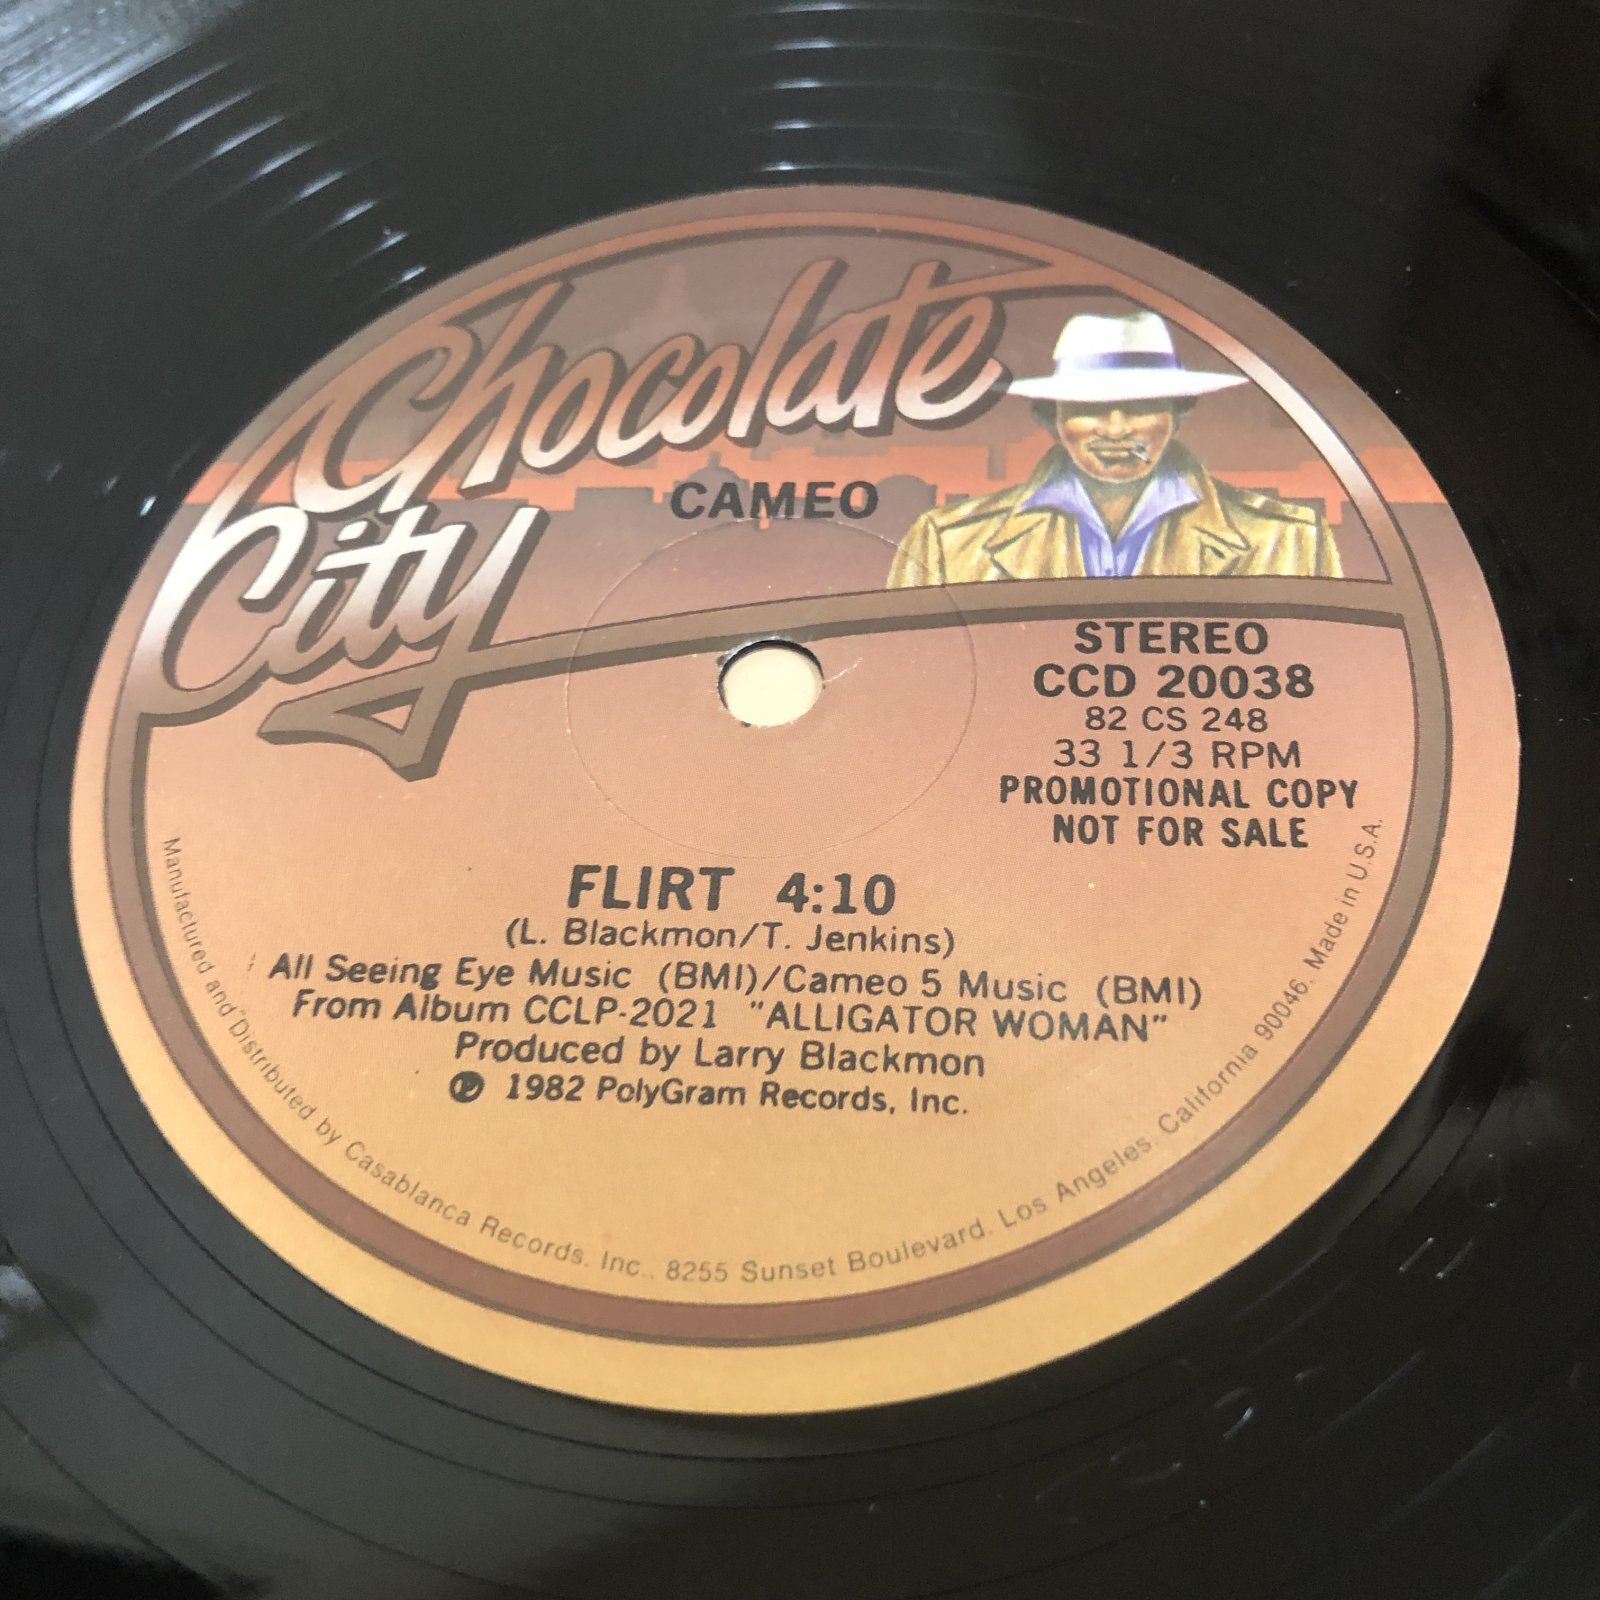 Chocolate
City
CAMEO
STEREO
CCD 20038
82 CS 248
33 1/3 RPM
PROMOTIONAL COPY
NOT FOR SALE
FLIRT 4:10
(L. Blackmon/T. Jenkins)
All Seeing Eye Music (BMI)/Cameo 5 Music (BMI)
From Album CCLP-2021 "ALLIGATOR WOMAN"
Produced by Larry Blackmon
℗ 1982 PolyGram Records, Inc.
Manufactured and Distributed by Casablanca Records, Inc., 8255 Sunset Boulevard, Los Angeles, California 90046. Made in U.S.A.